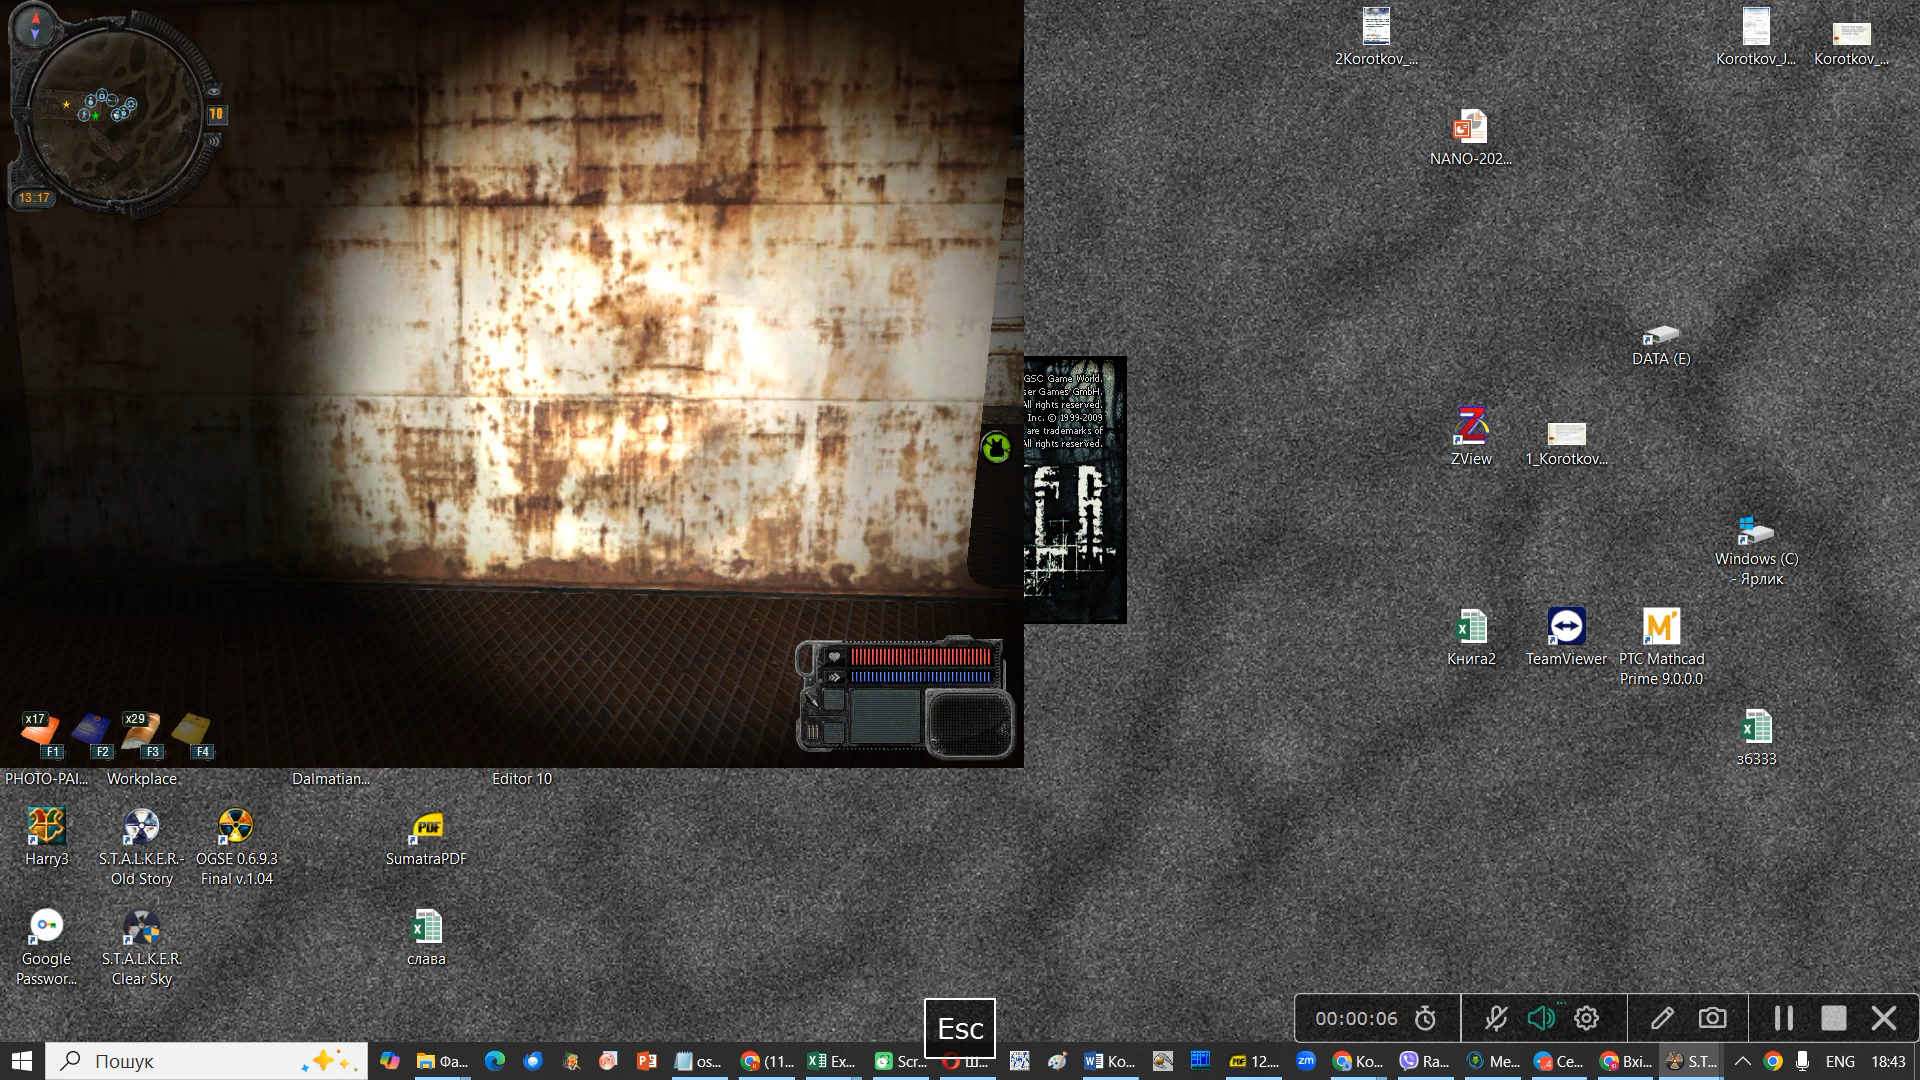 10
13:17
x17
F1
F2
x29
F3
F4
GSC Game World.
ser Games GmbH.
All rights reserved.
Inc. © 1999-2009
are trademarks of
All rights reserved.
2Korotkov_...
Korotkov_J...
Korotkov_...
NANO-202...
DATA (E)
ZView
1_Korotkov...
Windows (C)
- Ярлик
Книга2
TeamViewer
PTC Mathcad
Prime 9.0.0.0
з6333
PHOTO-PAI...
Workplace
Dalmatian...
Editor 10
Harry3
S.T.A.L.K.E.R.-
Old Story
OGSE 0.6.9.3
Final v.1.04
SumatraPDF
Google
Passwor...
S.T.A.L.K.E.R.
Clear Sky
слава
Esc
00:00:06
Пошук
Фа...
os...
(11...
Ex...
Scr...
Ш...
Ko...
12....
zm
Ko...
Ra...
Me...
Ce...
Bxi...
S.T...
ENG
18:43